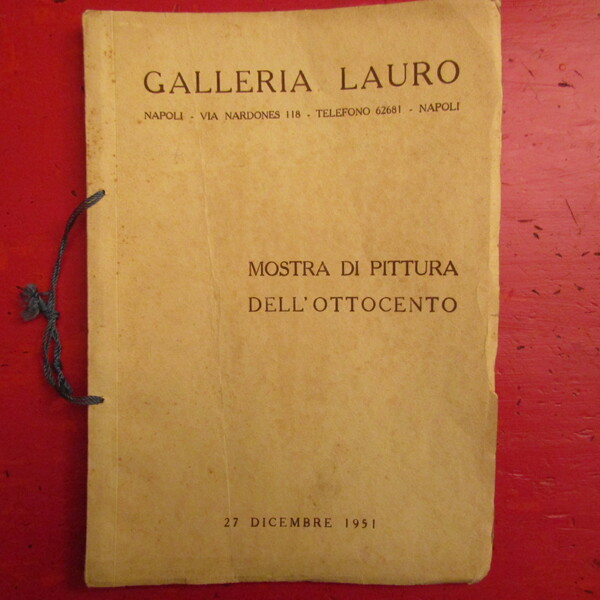 GALLERIA LAURO
NAPOLI - VIA NARDONES 118 - TELEFONO 62681 - NAPOLI
MOSTRA DI PITTURA
DELL'OTTOCENTO
27 DICEMBRE 1951